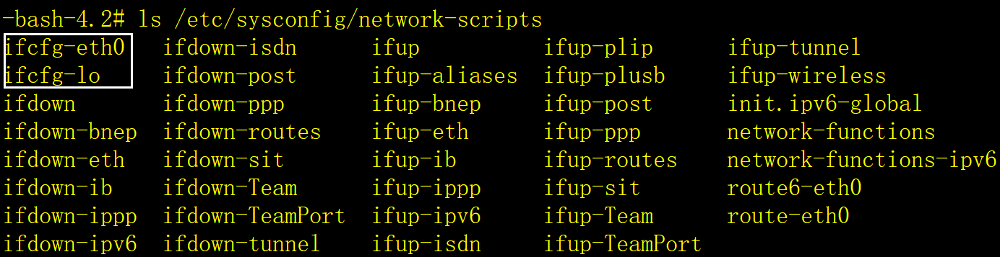 -bash-4.2# ls /etc/sysconfig/network-scripts
ifcfg-eth0 ifdown-isdn ifup ifup-plip ifup-tunnel
ifcfg-lo ifdown-post ifup-aliases ifup-plusb ifup-wireless
ifdown ifdown-ppp ifup-bnep ifup-post init.ipv6-global
ifdown-bnep ifdown-routes ifup-eth ifup-ppp network-functions
ifdown-eth ifdown-sit ifup-ib ifup-routes network-functions-ipv6
ifdown-ib ifdown-Team ifup-ippp ifup-sit route6-eth0
ifdown-ippp ifdown-TeamPort ifup-ipv6 ifup-Team route-eth0
ifdown-ipv6 ifdown-tunnel ifup-isdn ifup-TeamPort